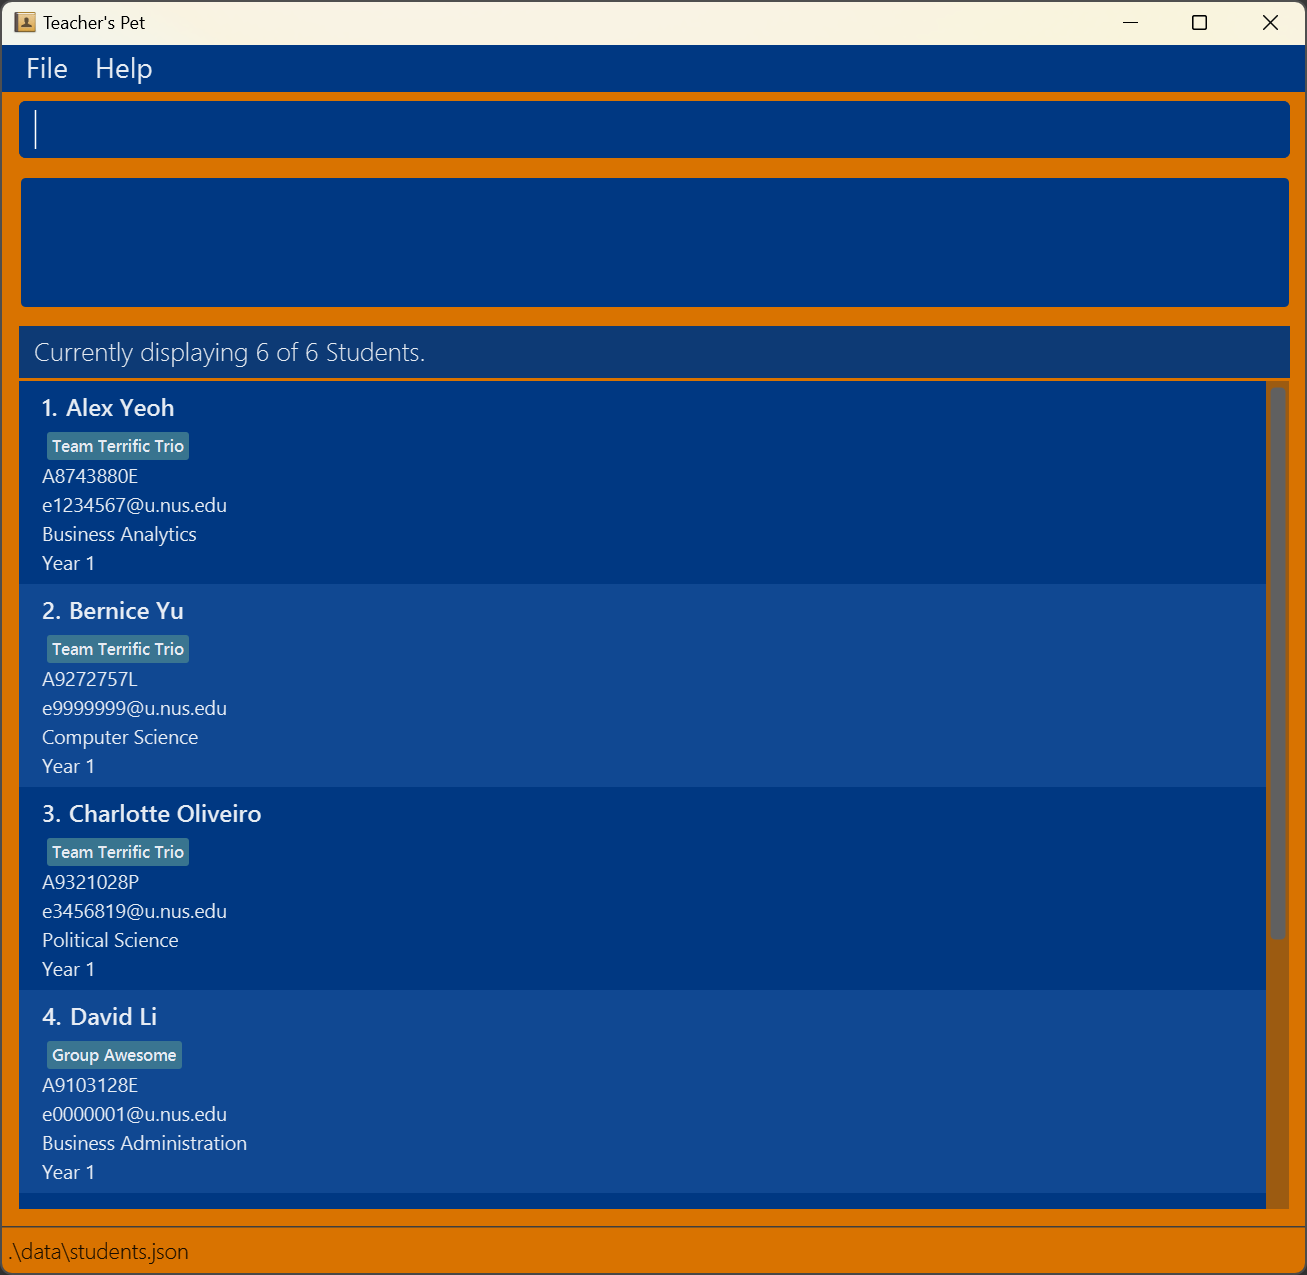 Teacher's Pet
File Help
Currently displaying 6 of 6 Students.
1. Alex Yeoh
Team Terrific Trio
A8743880E
e1234567@u.nus.edu
Business Analytics
Year 1
2. Bernice Yu
Team Terrific Trio
A9272757L
e9999999@u.nus.edu
Computer Science
Year 1
3. Charlotte Oliveiro
Team Terrific Trio
A9321028P
e3456819@u.nus.edu
Political Science
Year 1
4. David Li
Group Awesome
A9103128E
e0000001@u.nus.edu
Business Administration
Year 1
.\data\students.json